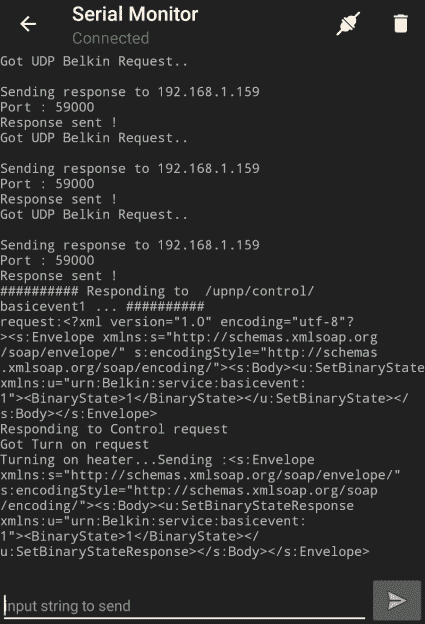 Serial Monitor
Connected
Got UDP Belkin Request..
Sending response to 192.168.1.159
Port : 59000
Response sent !
Got UDP Belkin Request..
Sending response to 192.168.1.159
Port : 59000
Response sent !
Got UDP Belkin Request..
Sending response to 192.168.1.159
Port : 59000
Response sent !
########## Responding to  /upnp/control/
basicevent1 ... ##########
request:<?xml version="1.0" encoding="utf-8"?
><s:Envelope xmlns:s="http://schemas.xmlsoap.org
/soap/envelope/" s:encodingStyle="http://schemas
.xmlsoap.org/soap/encoding/"><s:Body><u:SetBinaryState
xmlns:u="urn:Belkin:service:basicevent:
1"><BinaryState>1</BinaryState></u:SetBinaryState></
s:Body></s:Envelope>
Responding to Control request
Got Turn on request
Turning on heater...Sending :<s:Envelope
xmlns:s="http://schemas.xmlsoap.org/soap/envelope/"
s:encodingStyle="http://schemas.xmlsoap.org/soap
/encoding/"><s:Body><u:SetBinaryStateResponse
xmlns:u="urn:Belkin:service:basicevent:
1"><BinaryState>1</BinaryState></
u:SetBinaryStateResponse></s:Body></s:Envelope>
Input string to send